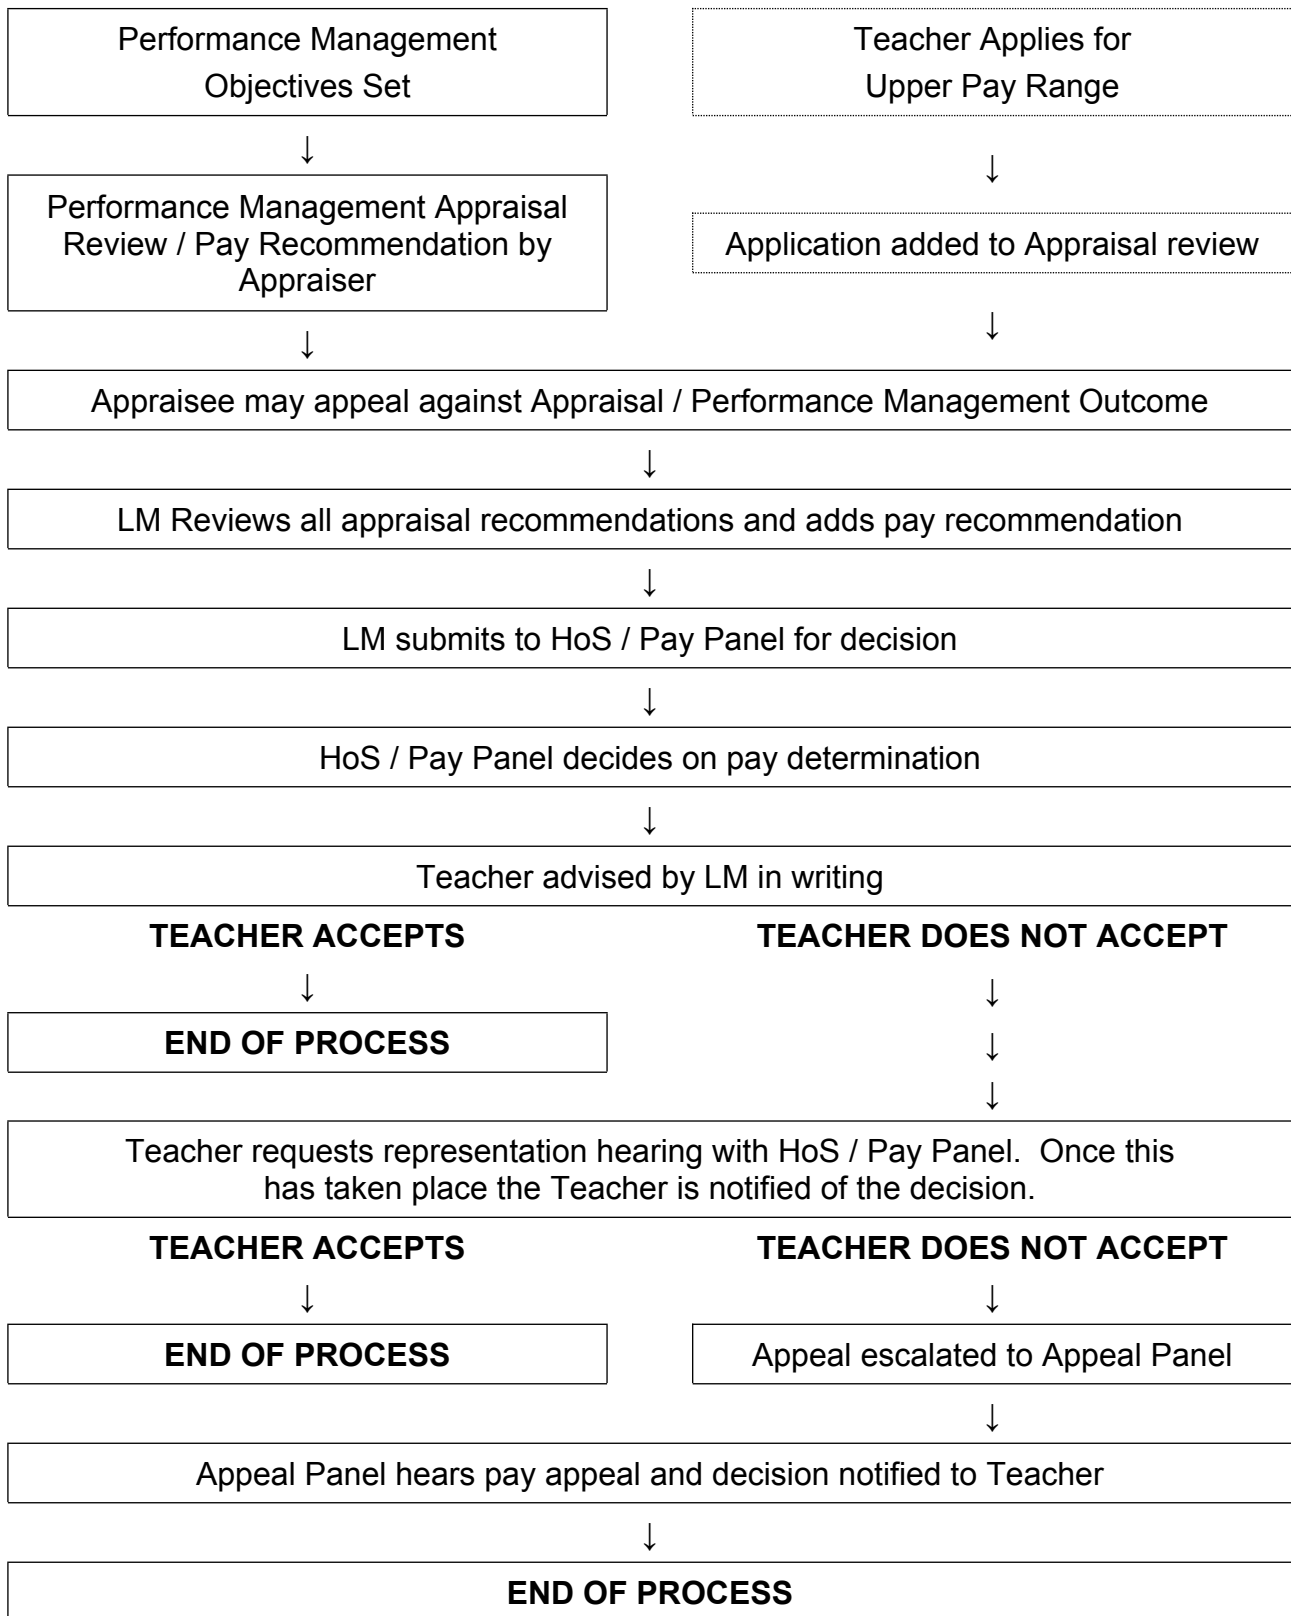 Performance Management
Objectives Set
Teacher Applies for
Upper Pay Range
↓
↓
Performance Management Appraisal
Review / Pay Recommendation by
Appraiser
Application added to Appraisal review
↓
↓
Appraisee may appeal against Appraisal / Performance Management Outcome
↓
LM Reviews all appraisal recommendations and adds pay recommendation
↓
LM submits to HoS / Pay Panel for decision
↓
HoS / Pay Panel decides on pay determination
↓
Teacher advised by LM in writing
TEACHER ACCEPTS
TEACHER DOES NOT ACCEPT
↓
↓
END OF PROCESS
↓
↓
Teacher requests representation hearing with HoS / Pay Panel.  Once this
has taken place the Teacher is notified of the decision.
TEACHER ACCEPTS
TEACHER DOES NOT ACCEPT
↓
↓
END OF PROCESS
Appeal escalated to Appeal Panel
↓
Appeal Panel hears pay appeal and decision notified to Teacher
↓
END OF PROCESS